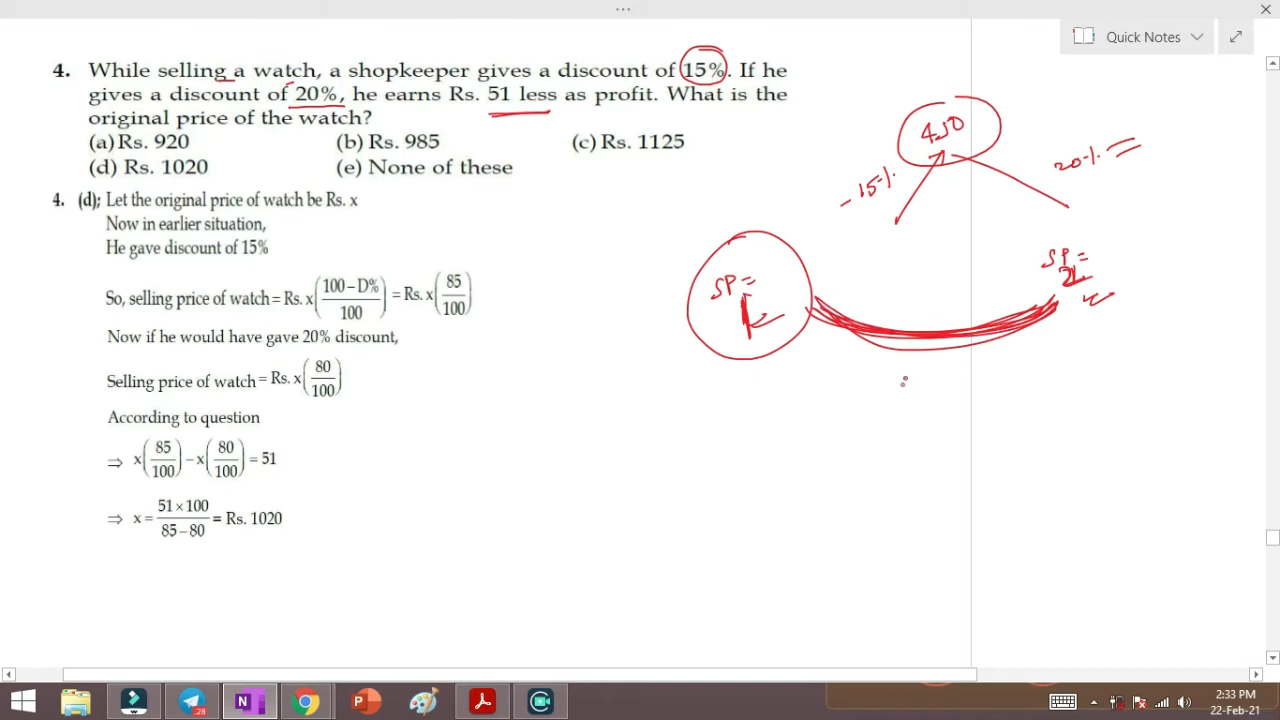 Quick Notes
4. While selling a watch, a shopkeeper gives a discount of 15%. If he
gives a discount of 20%, he earns Rs. 51 less as profit. What is the
original price of the watch?
(a) Rs. 920 (b) Rs. 985 (c) Rs. 1125
(d) Rs. 1020 (e) None of these
4. (d); Let the original price of watch be Rs. x
Now in earlier situation,
He gave discount of 15%
So, selling price of watch = Rs. x(100 – D%/100) = Rs. x(85/100)
Now if he would have gave 20% discount,
Selling price of watch = Rs. x(80/100)
According to question
⇒ x(85/100) – x(80/100) = 51
⇒ x = 51 × 100/85 – 80 = Rs. 1020
450
- 15%
20% =
SP =
SP =
28
2:33 PM
22-Feb-21